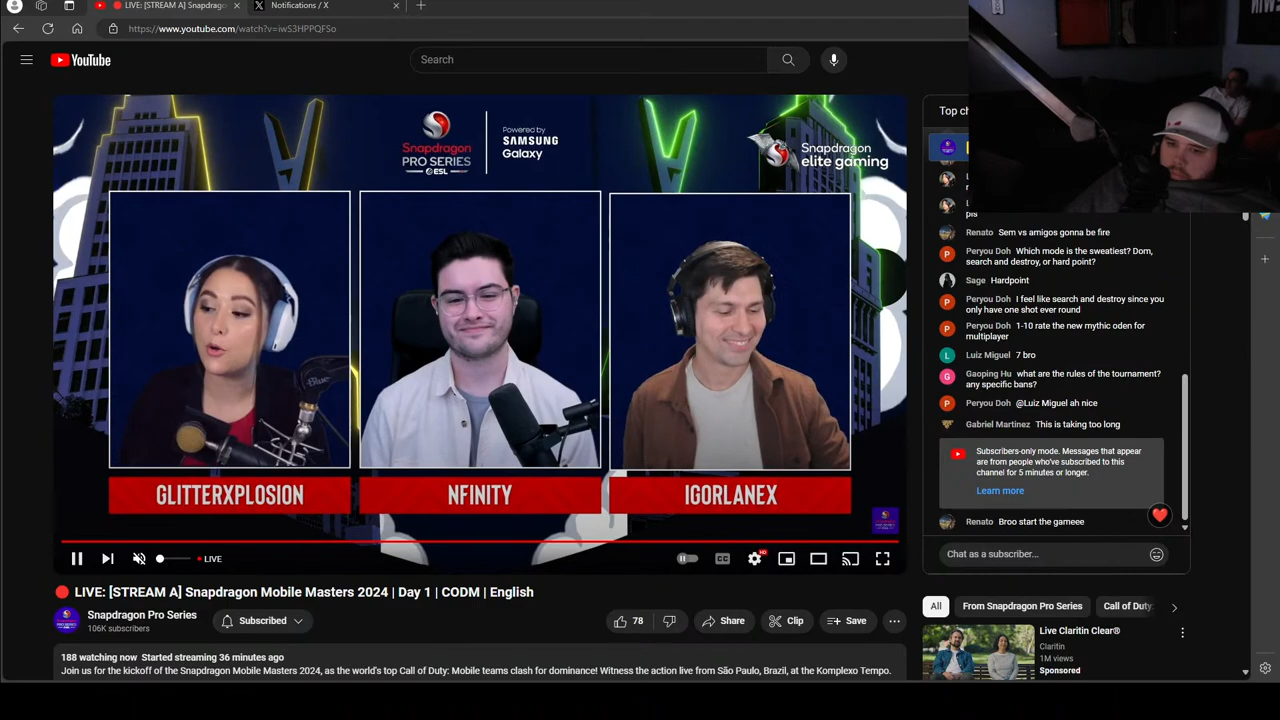 LIVE: [STREAM A] Snapdragon
Notifications / X
https://www.youtube.com/watch?v=iwS3HPPQFSo
YouTube
Search
Snapdragon
PRO SERIES
ESL
Powered by
SAMSUNG
Galaxy
Snapdragon
elite gaming
GLITTERXPLOSION
NFINITY
IGORLANEX
LIVE
LIVE: [STREAM A] Snapdragon Mobile Masters 2024 | Day 1 | CODM | English
Snapdragon Pro Series
106K subscribers
Subscribed
78
Share
Clip
Save
188 watching now Started streaming 36 minutes ago
Join us for the kickoff of the Snapdragon Mobile Masters 2024, as the world's top Call of Duty: Mobile teams clash for dominance! Witness the action live from São Paulo, Brazil, at the Komplexo Tempo.
Top ch
pls
Renato Sem vs amigos gonna be fire
Peryou Doh Which mode is the sweatiest? Dom,
search and destroy, or hard point?
Sage Hardpoint
Peryou Doh I feel like search and destroy since you
only have one shot ever round
Peryou Doh 1-10 rate the new mythic oden for
multiplayer
Luiz Miguel 7 bro
Gaoping Hu what are the rules of the tournament?
any specific bans?
Peryou Doh @Luiz Miguel ah nice
Gabriel Martinez This is taking too long
Subscribers-only mode. Messages that appear
are from people who've subscribed to this
channel for 5 minutes or longer.
Learn more
Renato Broo start the gameee
Chat as a subscriber...
All
From Snapdragon Pro Series
Call of Duty:
Live Claritin Clear®
Claritin
1M views
Sponsored